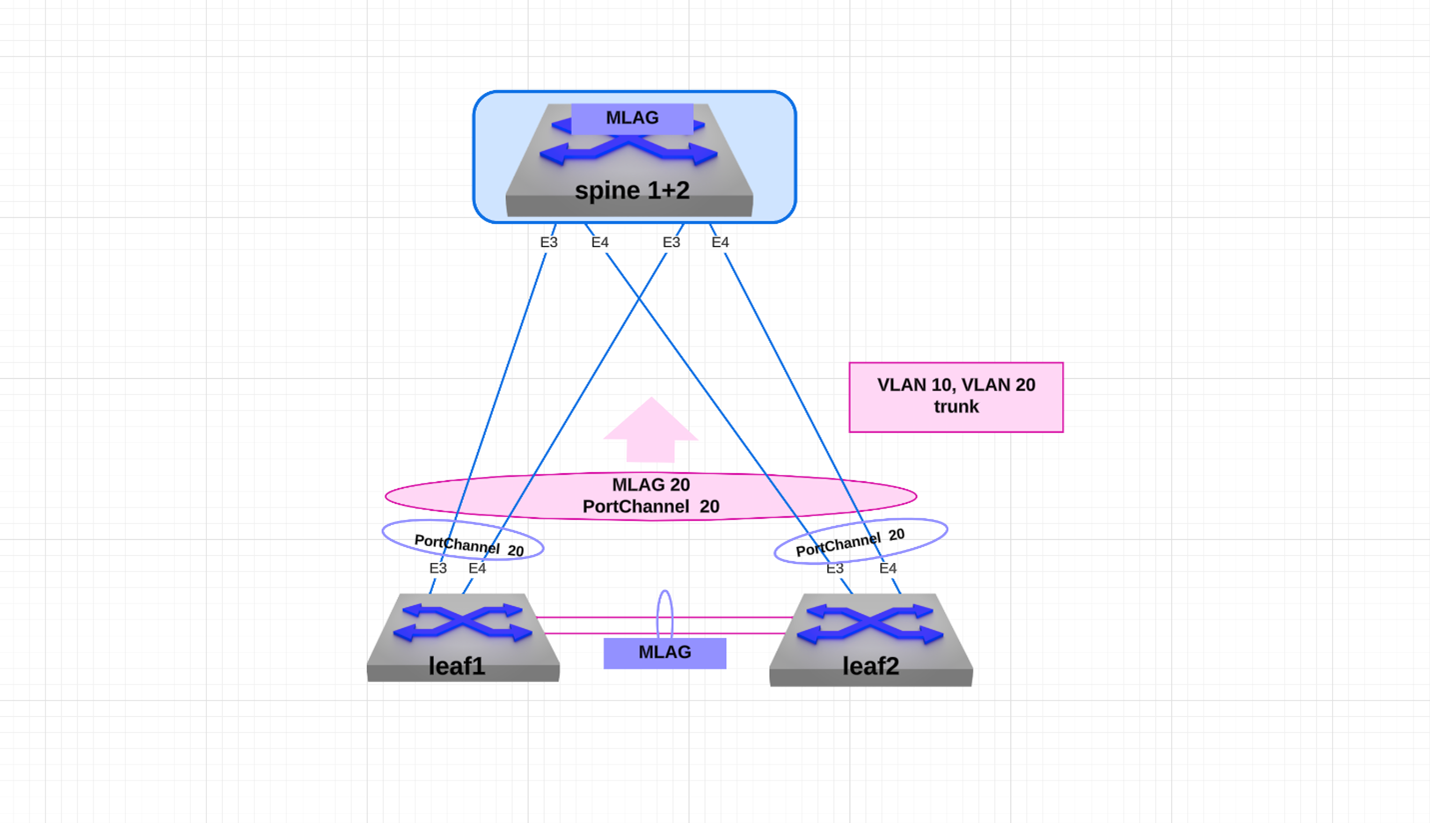 MLAG
spine 1+2
E3 E4 E3 E4
VLAN 10, VLAN 20
trunk
MLAG 20
PortChannel 20
PortChannel 20
PortChannel 20
E3 E4
E3 E4
MLAG
leaf1
leaf2